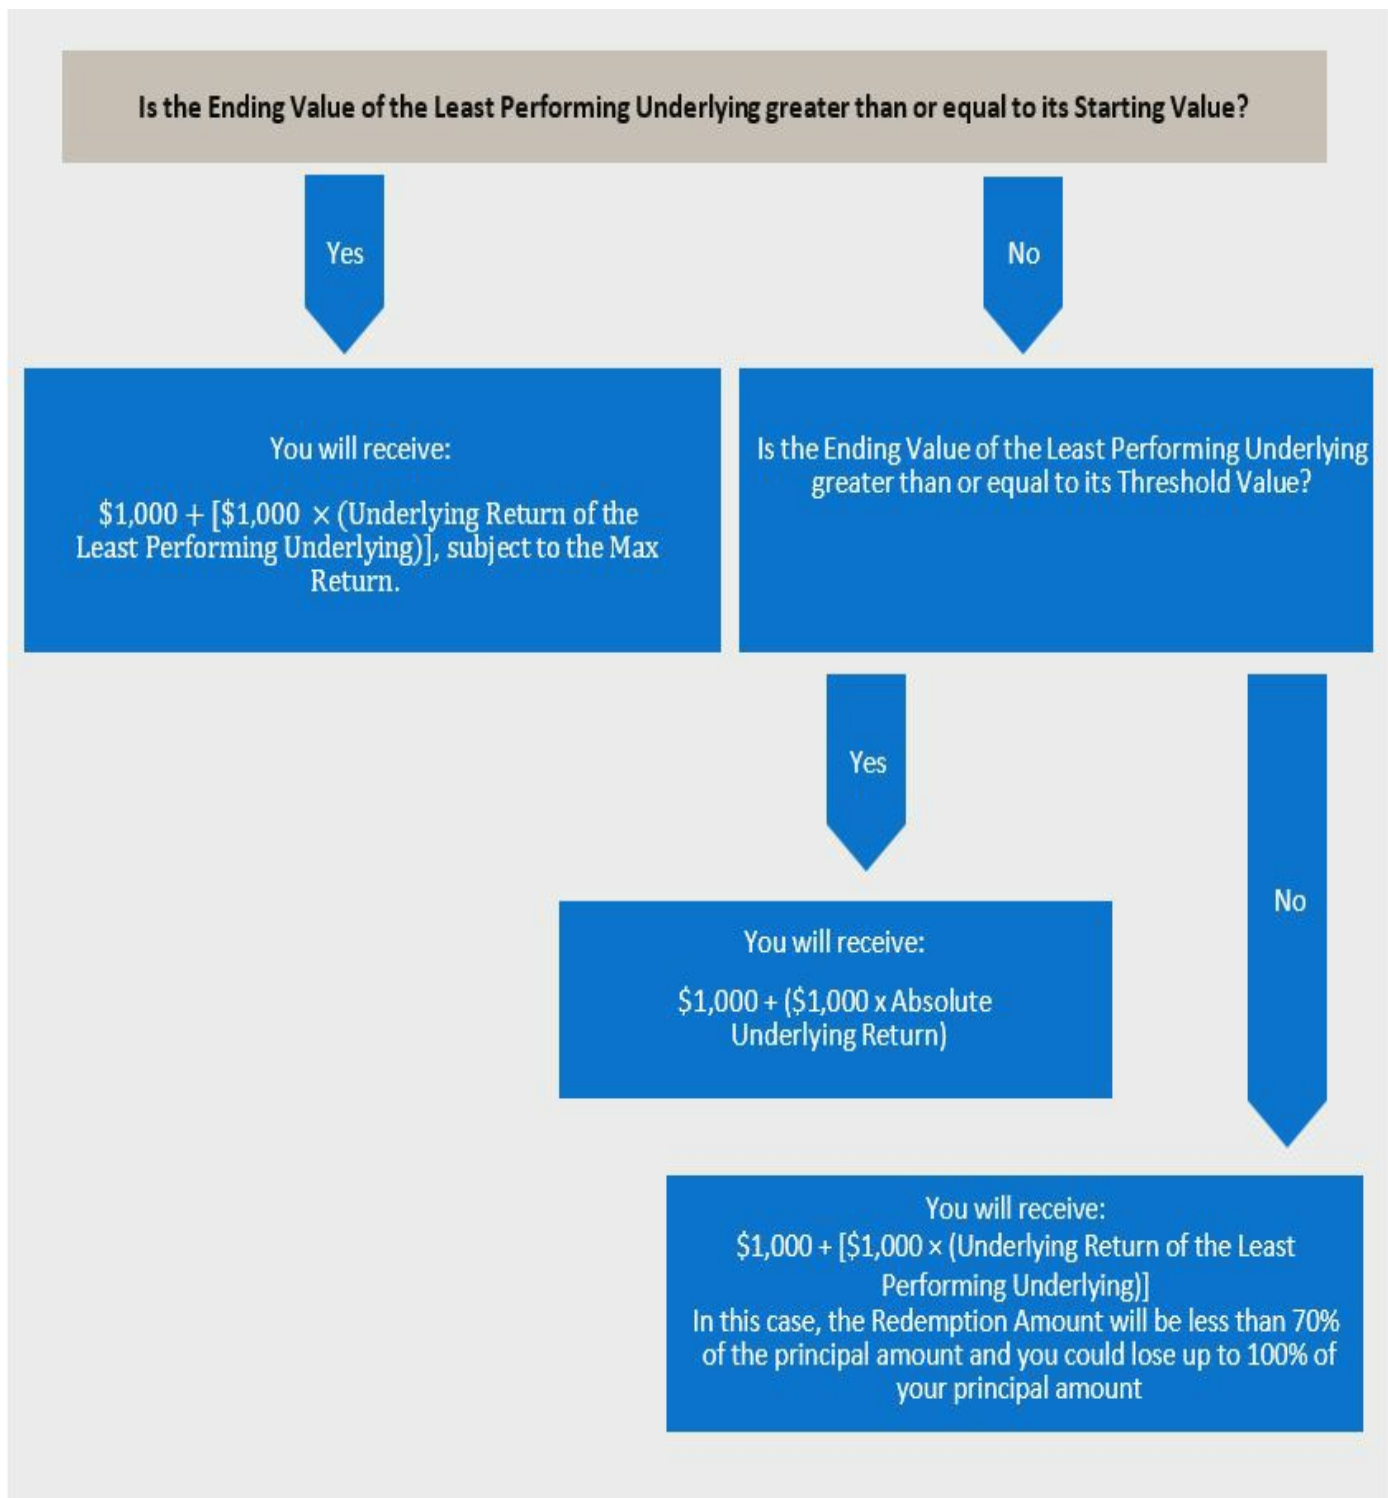 Is the Ending Value of the Least Performing Underlying greater than or equal to its Starting Value?
Yes
No
You will receive:
$1,000 + [$1,000 × (Underlying Return of the
Least Performing Underlying)], subject to the Max
Return.
Is the Ending Value of the Least Performing Underlying
greater than or equal to its Threshold Value?
Yes
No
You will receive:
$1,000 + ($1,000 x Absolute
Underlying Return)
You will receive:
$1,000 + [$1,000 × (Underlying Return of the Least
Performing Underlying)]
In this case, the Redemption Amount will be less than 70%
of the principal amount and you could lose up to 100% of
your principal amount